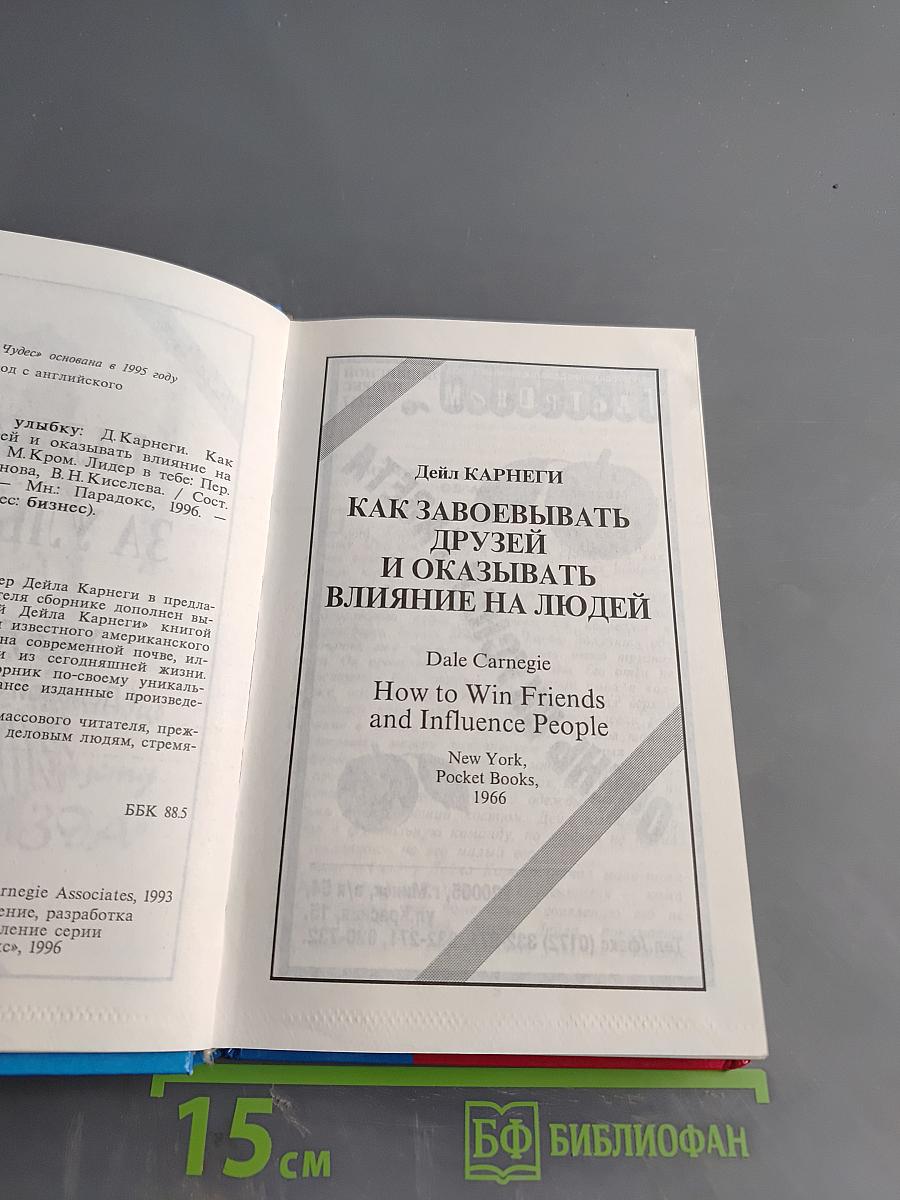 Чудес» основана в 1995 году
од с английского
улыбку: Д.Карнеги. Как
ей и оказывать влияние на
М.Кром. Лидер в тебе: Пер.
нова, В.Н.Киселева. / Сост.
— Мн.: Парадокс, 1996. —
ес: бизнес).
ер Дейла Карнеги в предла-
теля сборнике дополнен вы-
й Дейла Карнеги» книгой
и известного американского
на современной почве, ил-
и из сегодняшней жизни.
орник по-своему уникаль-
анее изданные произведе-
массового читателя, преж-
деловым людям, стремя-
ББК 88.5
rnegie Associates, 1993
ение, разработка
ление серии
кс», 1996
Дейл КАРНЕГИ
КАК ЗАВОЕВЫВАТЬ
ДРУЗЕЙ
И ОКАЗЫВАТЬ
ВЛИЯНИЕ НА ЛЮДЕЙ
Dale Carnegie
How to Win Friends
and Influence People
New York,
Pocket Books,
1966
15 см
БФ БИБЛИОФАН